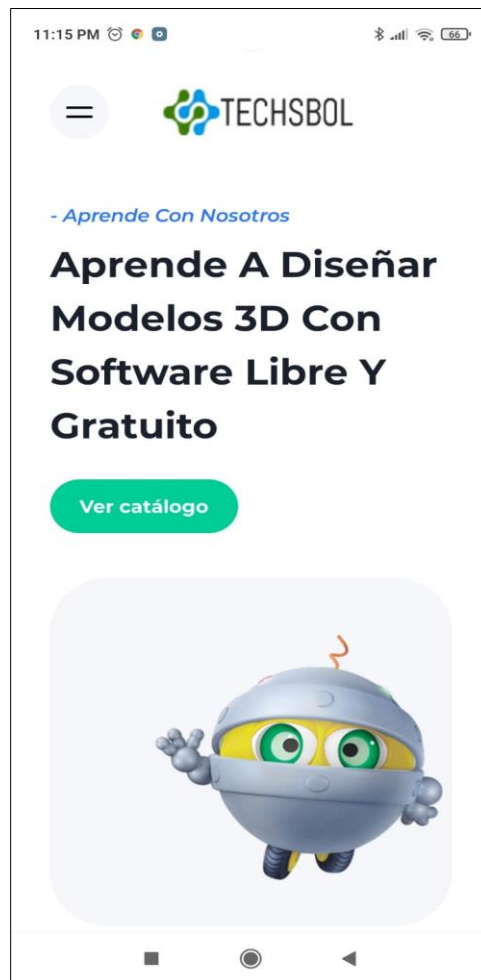 11:15 PM
66
TECHSBOL
- Aprende Con Nosotros
Aprende A Diseñar
Modelos 3D Con
Software Libre Y
Gratuito
Ver catálogo